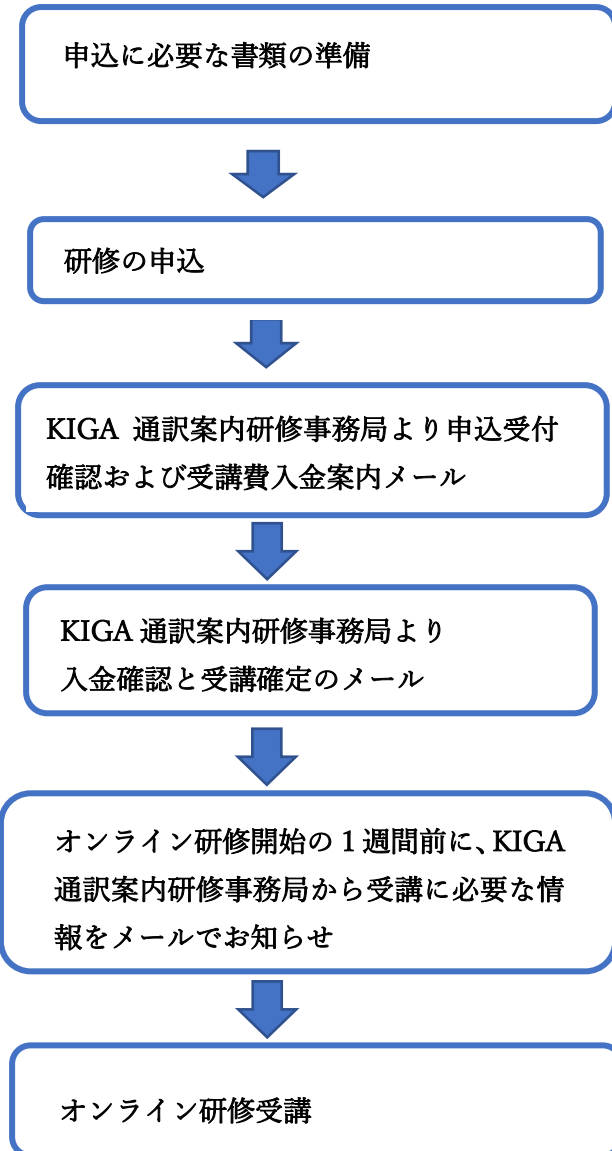 申込に必要な書類の準備
研修の申込
KIGA 通訳案内研修事務局より申込受付
確認および受講費入金案内メール
KIGA 通訳案内研修事務局より
入金確認と受講確定のメール
オンライン研修開始の 1 週間前に、KIGA
通訳案内研修事務局から受講に必要な情
報をメールでお知らせ
オンライン研修受講